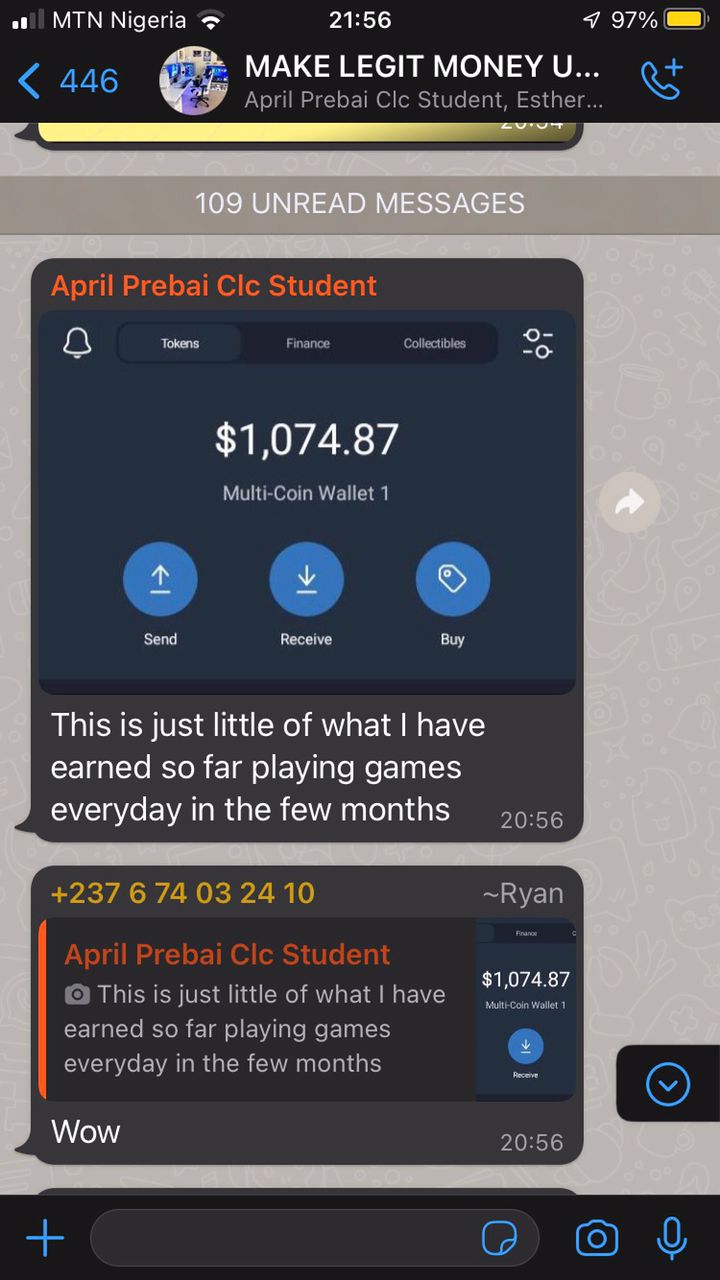 MTN Nigeria 21:56 97%
446 MAKE LEGIT MONEY U...
April Prebai Clc Student, Esther...
109 UNREAD MESSAGES
April Prebai Clc Student
Tokens Finance Collectibles
$1,074.87
Multi-Coin Wallet 1
Send Receive Buy
This is just little of what I have
earned so far playing games
everyday in the few months 20:56
+237 6 74 03 24 10 ~Ryan
April Prebai Clc Student
This is just little of what I have
earned so far playing games
everyday in the few months
Finance
$1,074.87
Multi-Coin Wallet 1
Receive
Wow 20:56